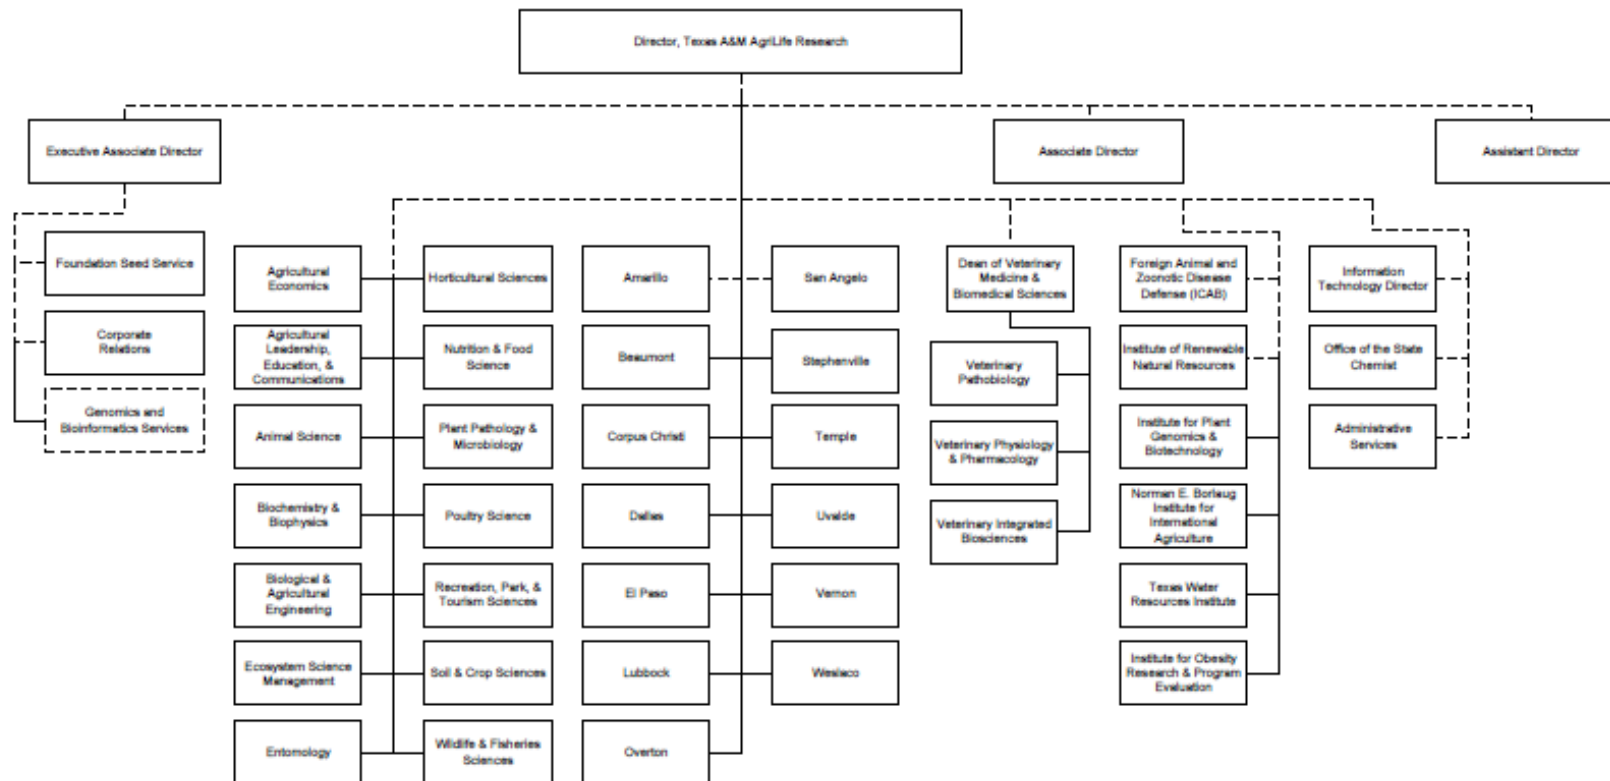 Director, Texas A&M AgriLife Research
Executive Associate Director
Associate Director
Assistant Director
Foundation Seed Service
Corporate
Relations
Genomics and
Bioinformatics Services
Agricultural
Economics
Agricultural
Leadership,
Education, &
Communications
Animal Science
Biochemistry &
Biophysics
Biological &
Agricultural
Engineering
Ecosystem Science
Management
Entomology
Horticultural Sciences
Nutrition & Food
Science
Plant Pathology &
Microbiology
Poultry Science
Recreation, Park, &
Tourism Sciences
Soil & Crop Sciences
Wildlife & Fisheries
Sciences
Amarillo
Beaumont
Corpus Christi
Dallas
El Paso
Lubbock
Overton
San Angelo
Stephenville
Temple
Uvalde
Vernon
Weslaco
Dean of Veterinary
Medicine &
Biomedical Sciences
Veterinary
Pathobiology
Veterinary Physiology
& Pharmacology
Veterinary Integrated
Biosciences
Foreign Animal and
Zoonotic Disease
Defense (ICAB)
Institute of Renewable
Natural Resources
Institute for Plant
Genomics &
Biotechnology
Norman E. Borlaug
Institute for
International
Agriculture
Texas Water
Resources Institute
Institute for Obesity
Research & Program
Evaluation
Information
Technology Director
Office of the State
Chemist
Administrative
Services